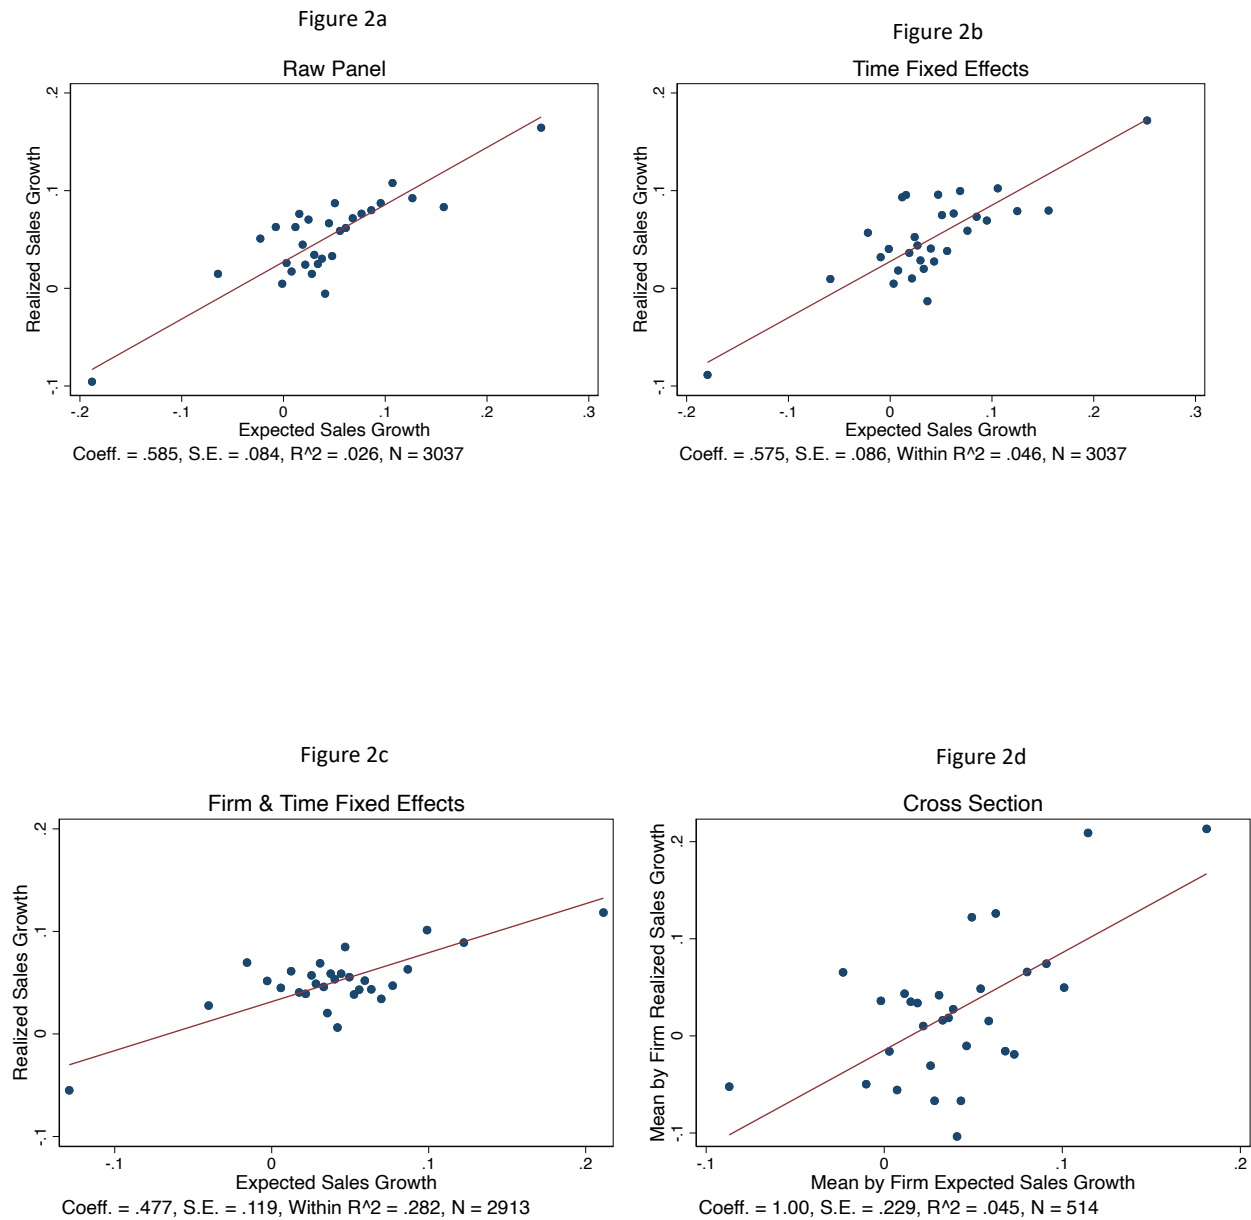 Figure 2a
Raw Panel
.2
.1
0
-.1
Realized Sales Growth
-.2 -.1 0 .1 .2 .3
Expected Sales Growth
Coeff. = .585, S.E. = .084, R^2 = .026, N = 3037
Figure 2b
Time Fixed Effects
.2
.1
0
-.1
Realized Sales Growth
-.2 -.1 0 .1 .2 .3
Expected Sales Growth
Coeff. = .575, S.E. = .086, Within R^2 = .046, N = 3037
Figure 2c
Firm & Time Fixed Effects
.2
.1
0
-.1
Realized Sales Growth
-.1 0 .1 .2
Expected Sales Growth
Coeff. = .477, S.E. = .119, Within R^2 = .282, N = 2913
Figure 2d
Cross Section
.2
.1
0
-.1
Mean by Firm Realized Sales Growth
-.1 0 .1 .2
Mean by Firm Expected Sales Growth
Coeff. = 1.00, S.E. = .229, R^2 = .045, N = 514